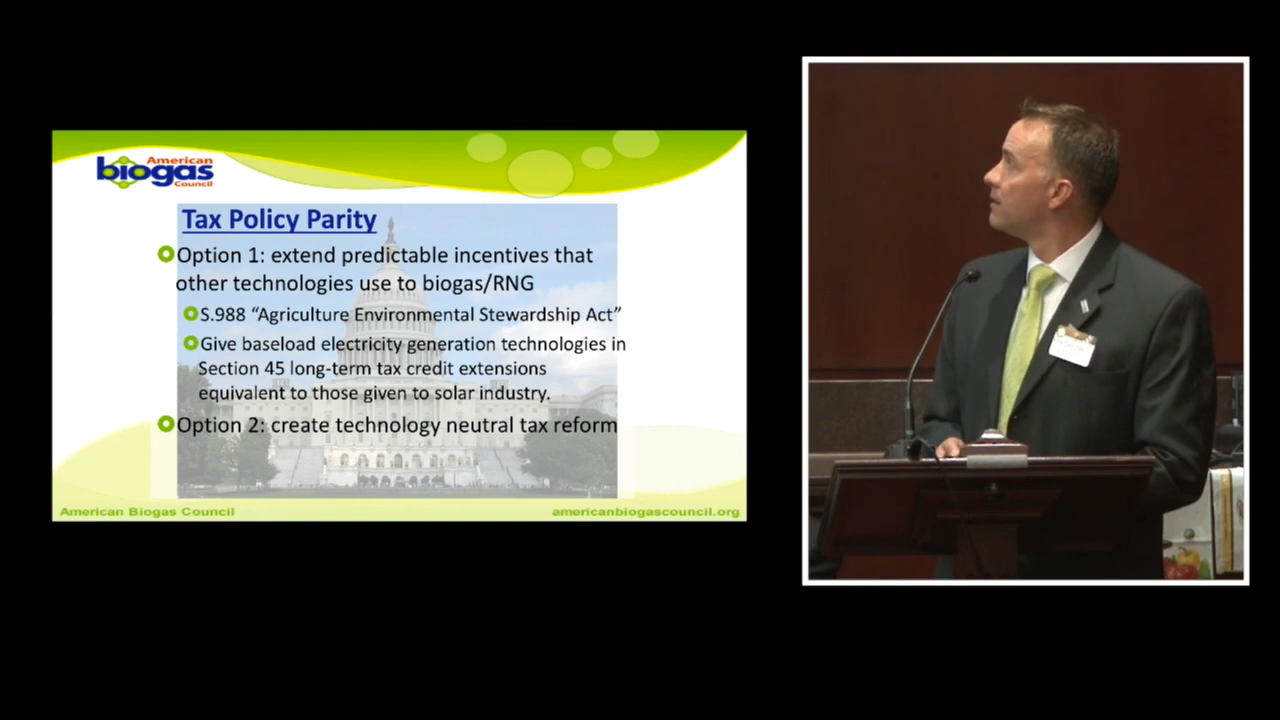 American
biogas
Council
Tax Policy Parity
Option 1: extend predictable incentives that
other technologies use to biogas/RNG
S.988 “Agriculture Environmental Stewardship Act”
Give baseload electricity generation technologies in
Section 45 long-term tax credit extensions
equivalent to those given to solar industry.
Option 2: create technology neutral tax reform
American Biogas Council
americanbiogascouncil.org